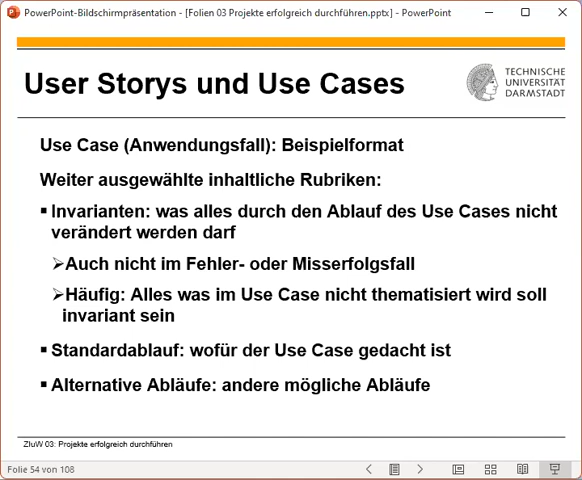 PowerPoint-Bildschirmpräsentation - [Folien 03 Projekte erfolgreich durchführen.pptx] - PowerPoint
User Storys und Use Cases
TECHNISCHE
UNIVERSITÄT
DARMSTADT
Use Case (Anwendungsfall): Beispielformat
Weiter ausgewählte inhaltliche Rubriken:
▪ Invarianten: was alles durch den Ablauf des Use Cases nicht
verändert werden darf
➢Auch nicht im Fehler- oder Misserfolgsfall
➢Häufig: Alles was im Use Case nicht thematisiert wird soll
invariant sein
▪ Standardablauf: wofür der Use Case gedacht ist
▪ Alternative Abläufe: andere mögliche Abläufe
ZIuW 03: Projekte erfolgreich durchführen
Folie 54 von 108